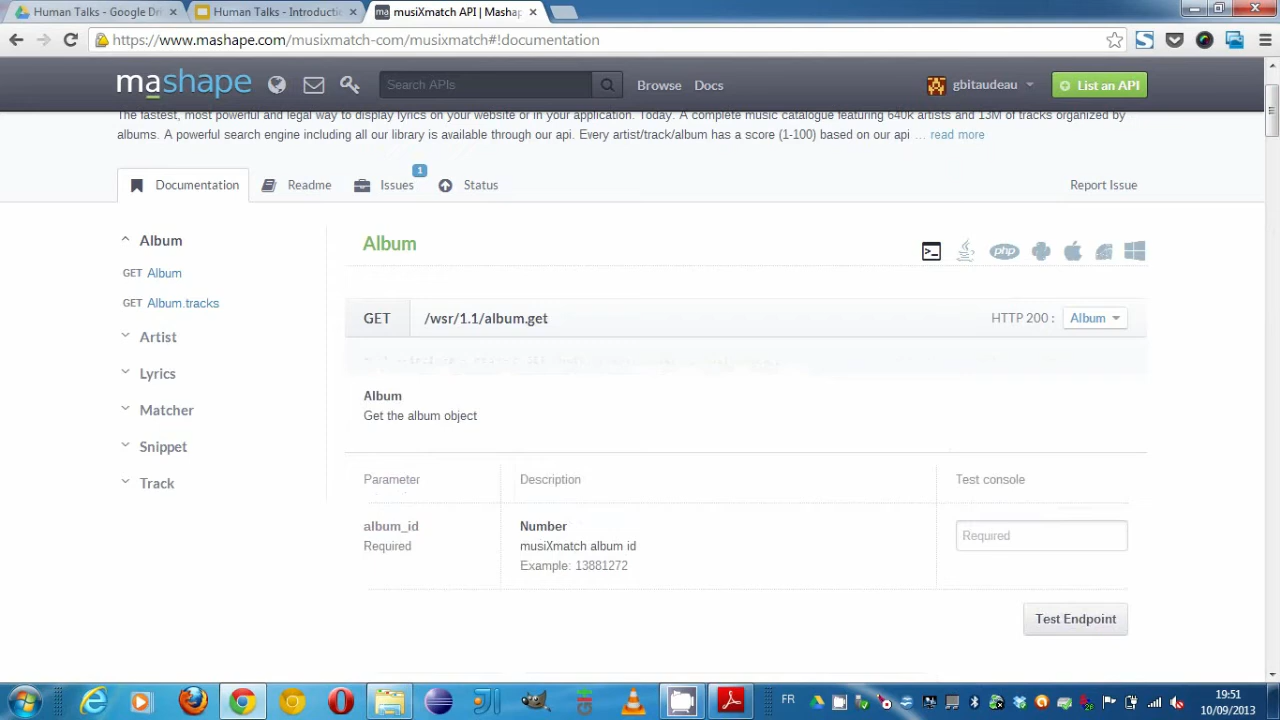 Human Talks - Google Dri
Human Talks - Introduction
musiXmatch API | Mashap
https://www.mashape.com/musixmatch-com/musixmatch#!documentation
mashape
Search APIs
Browse
Docs
gbitaudeau
List an API
The fastest, most powerful and legal way to display lyrics on your website or in your application. Today: A complete music catalogue featuring 640k artists and 13M of tracks organized by
albums. A powerful search engine including all our library is available through our api. Every artist/track/album has a score (1-100) based on our api ... read more
1
Documentation
Readme
Issues
Status
Report Issue
Album
GET Album
GET Album.tracks
Artist
Lyrics
Matcher
Snippet
Track
Album
php
GET
/wsr/1.1/album.get
HTTP 200 :
Album
Album
Get the album object
Parameter
Description
Test console
album_id
Required
Number
musiXmatch album id
Example: 13881272
Required
Test Endpoint
FR
19:51
10/09/2013